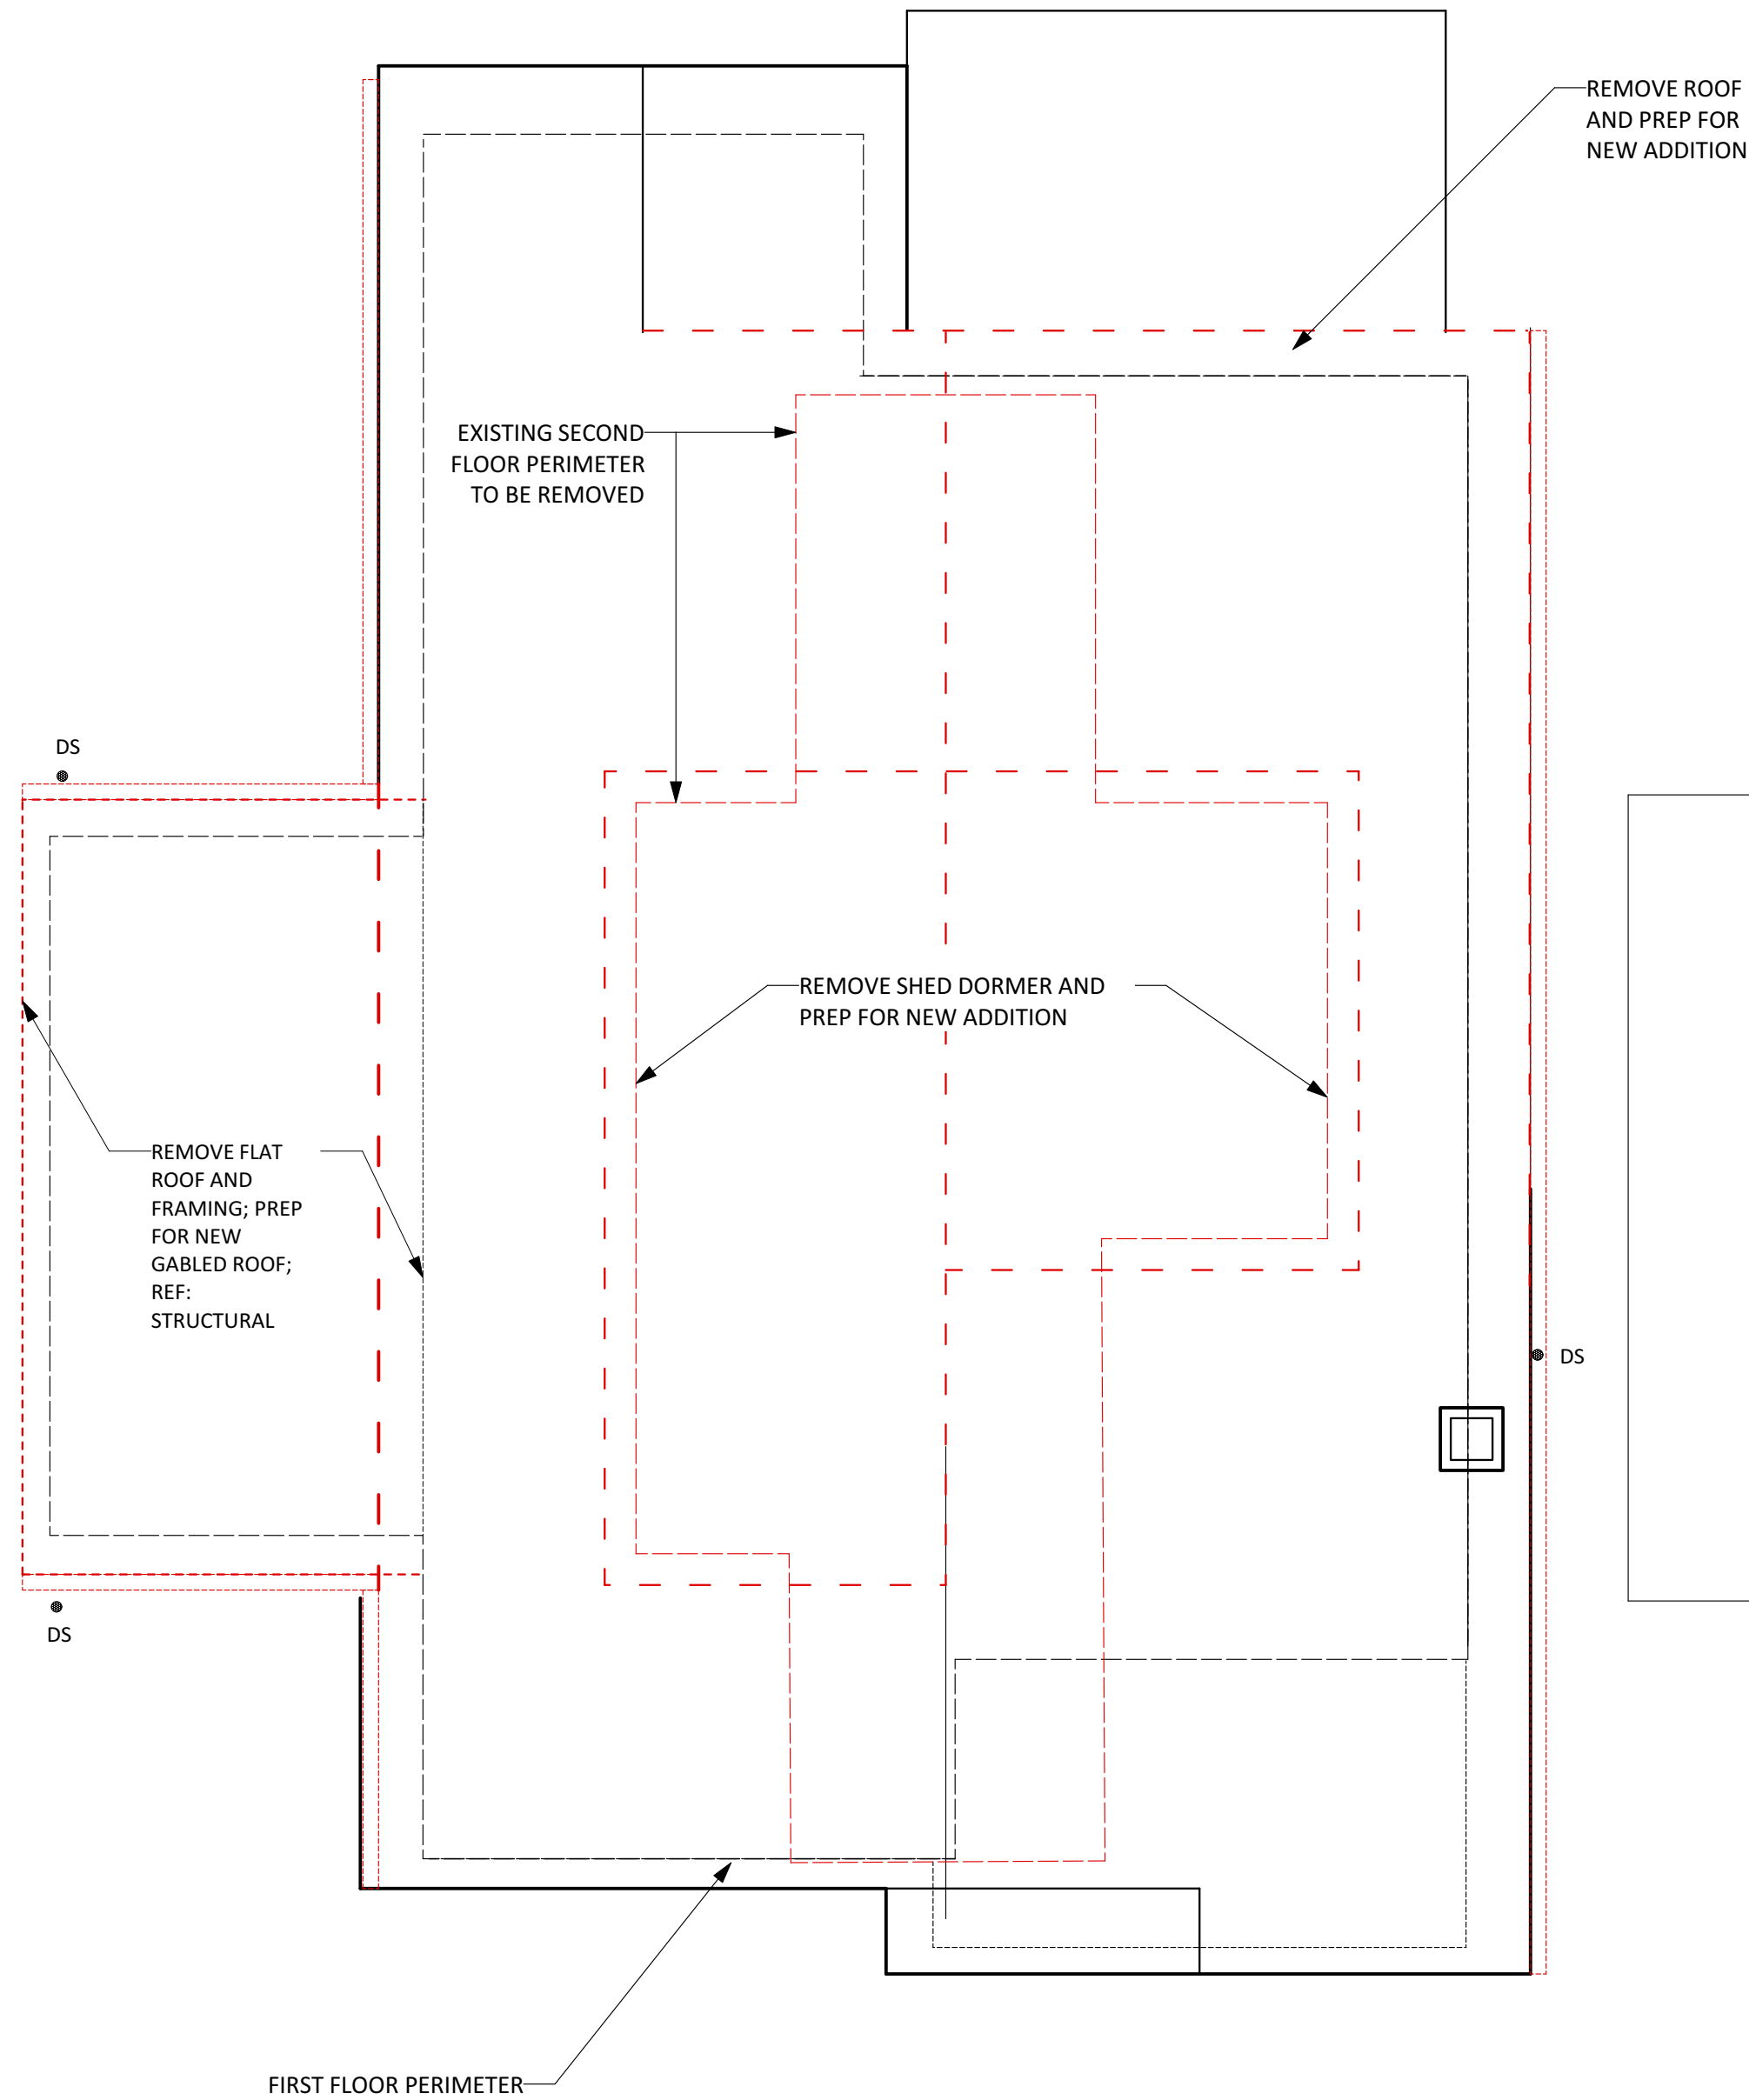 REMOVE ROOF
AND PREP FOR
NEW ADDITION
EXISTING SECOND
FLOOR PERIMETER
TO BE REMOVED
DS
REMOVE SHED DORMER AND
PREP FOR NEW ADDITION
REMOVE FLAT
ROOF AND
FRAMING; PREP
FOR NEW
GABLED ROOF;
REF:
STRUCTURAL
DS
DS
FIRST FLOOR PERIMETER